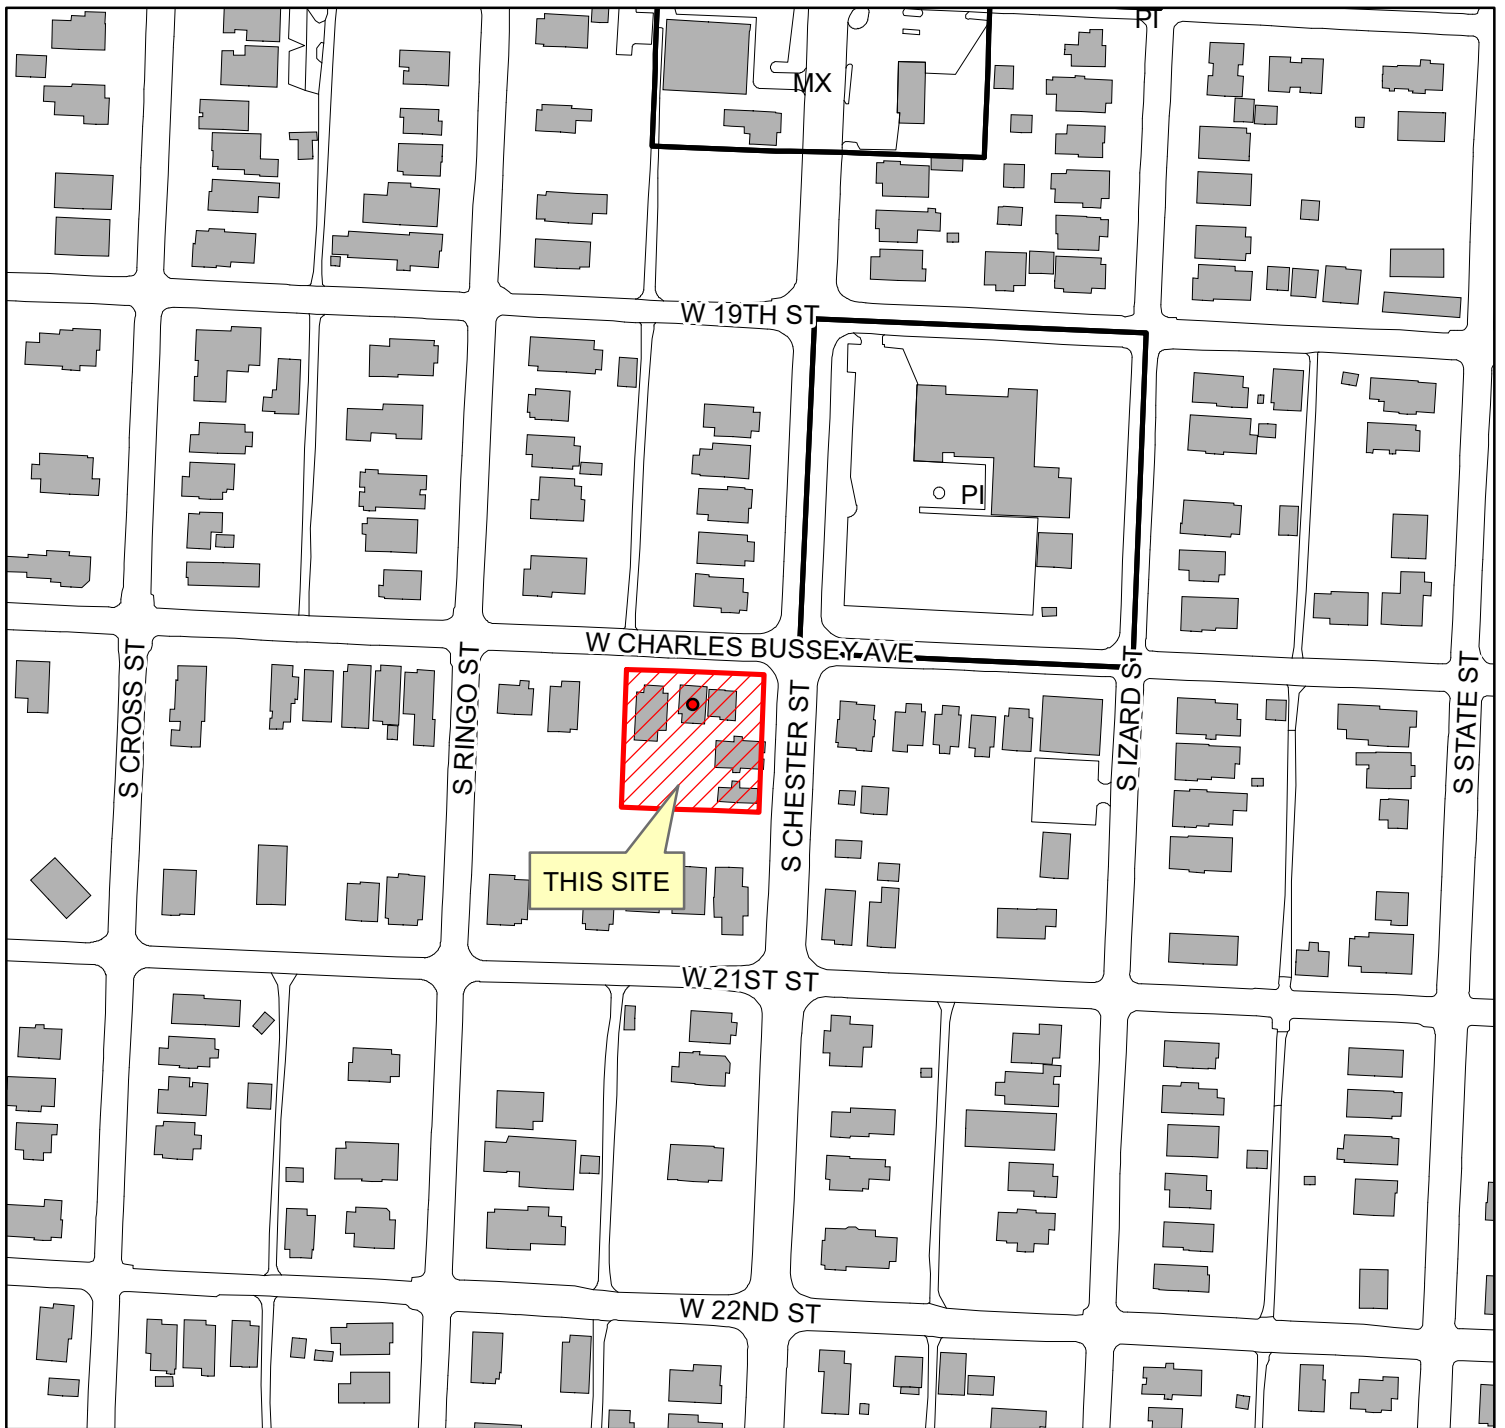 PI
MX
W 19TH ST
PI
W CHARLES BUSSEY AVE
S CROSS ST
S RINGO ST
S CHESTER ST
S IZARD ST
S STATE ST
THIS SITE
W 21ST ST
W 22ND ST